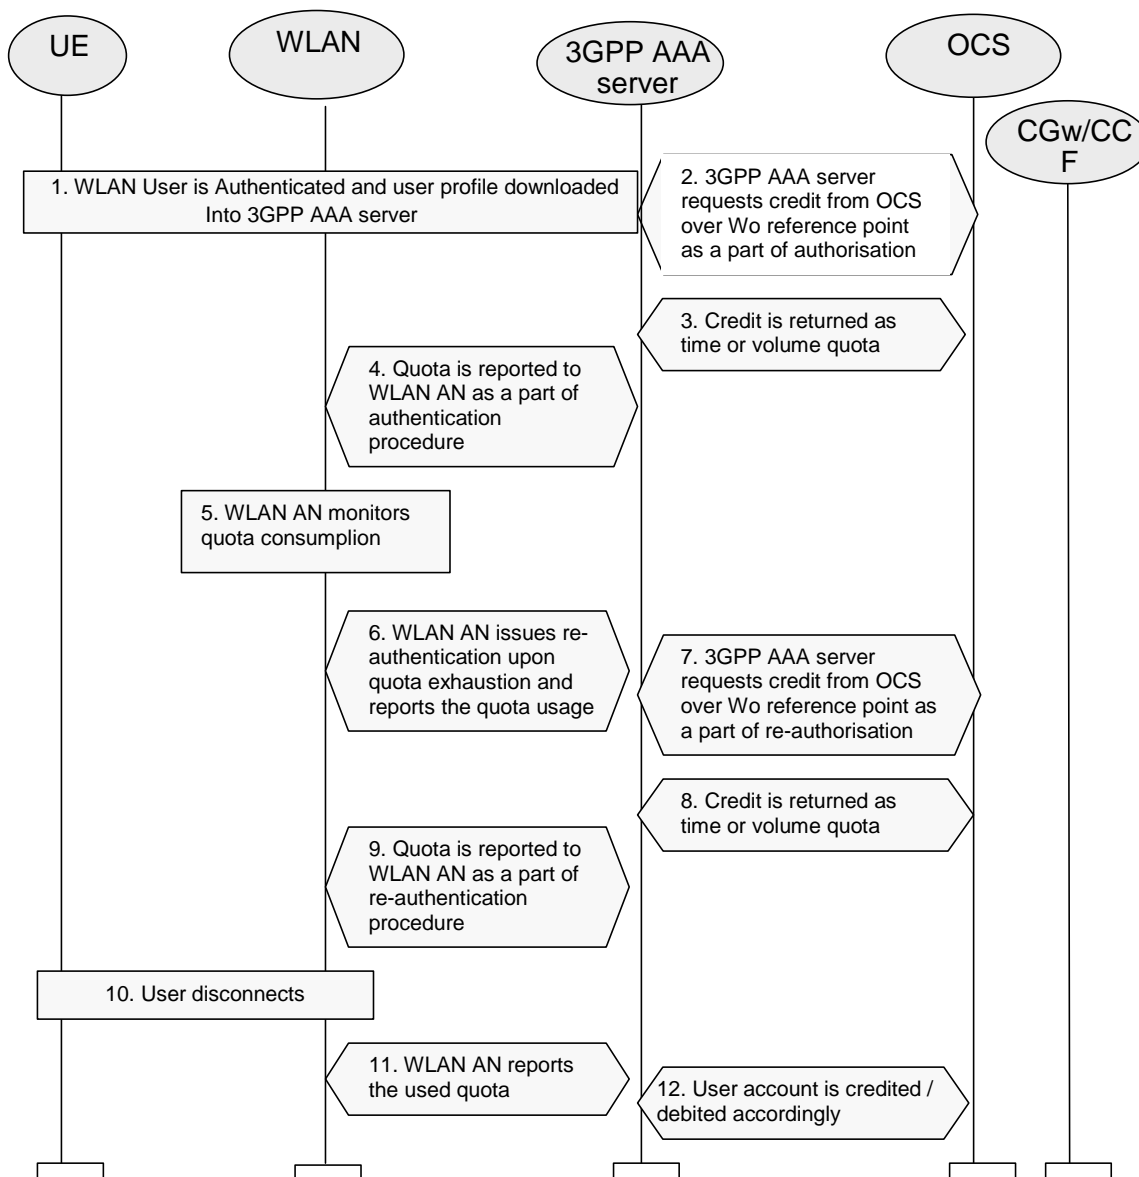 UE
WLAN
3GPP AAA
server
OCS
CGw/CC
F
1. WLAN User is Authenticated and user profile downloaded
Into 3GPP AAA server
2. 3GPP AAA server
requests credit from OCS
over Wo reference point
as a part of authorisation
3. Credit is returned as
time or volume quota
4. Quota is reported to
WLAN AN as a part of
authentication
procedure
5. WLAN AN monitors
quota consumplion
6. WLAN AN issues re-
authentication upon
quota exhaustion and
reports the quota usage
7. 3GPP AAA server
requests credit from OCS
over Wo reference point as
a part of re-authorisation
8. Credit is returned as
time or volume quota
9. Quota is reported to
WLAN AN as a part of
re-authentication
procedure
10. User disconnects
11. WLAN AN reports
the used quota
12. User account is credited /
debited accordingly